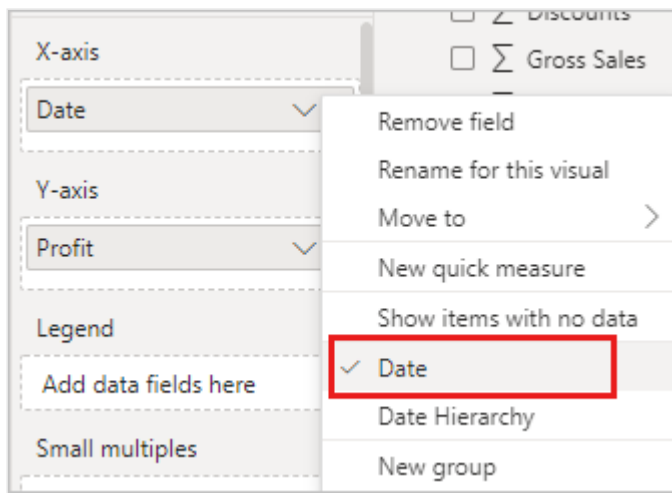 X-axis
Date
Y-axis
Profit
Legend
Add data fields here
Small multiples
Discounts
∑ Gross Sales
Remove field
Rename for this visual
Move to
New quick measure
Show items with no data
Date
Date Hierarchy
New group